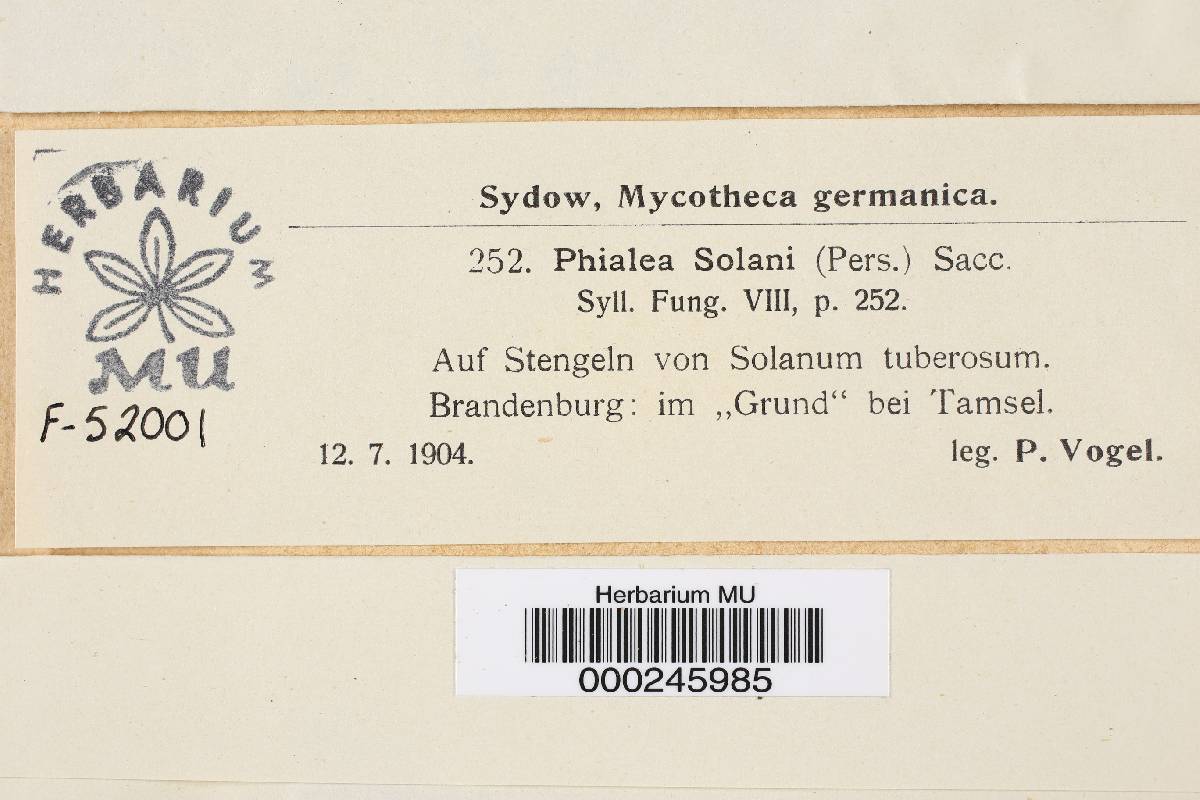 HERBARIUM
MU
F-52001
Sydow, Mycotheca germanica.
252. Phialea Solani (Pers.) Sacc.
Syll. Fung. VIII, p. 252.
Auf Stengeln von Solanum tuberosum.
Brandenburg: im „Grund“ bei Tamsel.
12. 7. 1904. leg. P. Vogel.
Herbarium MU
000245985